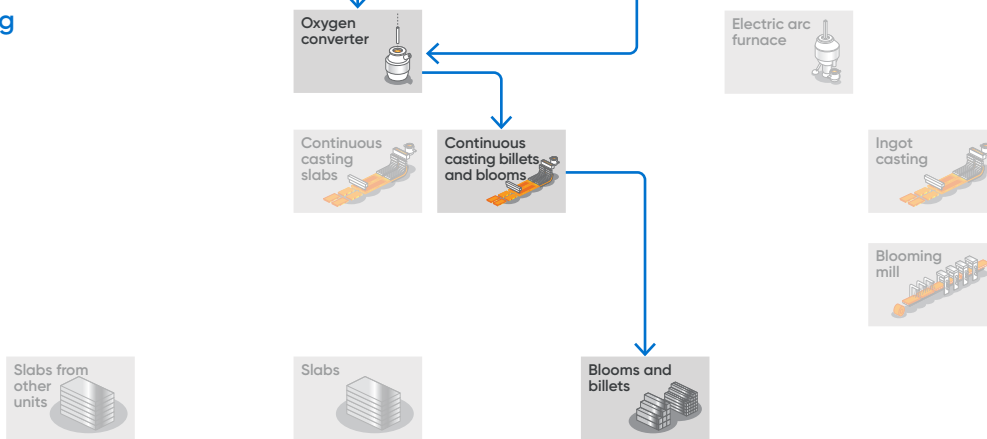 g
Oxygen
converter
Electric arc
furnace
Continuous
casting
slabs
Continuous
casting billets
and blooms
Ingot
casting
Blooming
mill
Slabs from
other
units
Slabs
Blooms and
billets